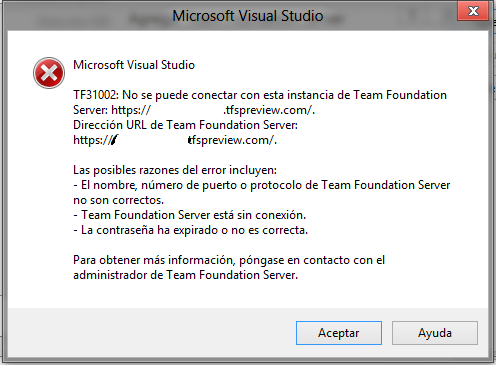 Microsoft Visual Studio
Microsoft Visual Studio
TF31002: No se puede conectar con esta instancia de Team Foundation
Server: https:// .tfspreview.com/.
Dirección URL de Team Foundation Server:
https:// tfspreview.com/.
Las posibles razones del error incluyen:
- El nombre, número de puerto o protocolo de Team Foundation Server
no son correctos.
- Team Foundation Server está sin conexión.
- La contraseña ha expirado o no es correcta.
Para obtener más información, póngase en contacto con el
administrador de Team Foundation Server.
Aceptar
Ayuda